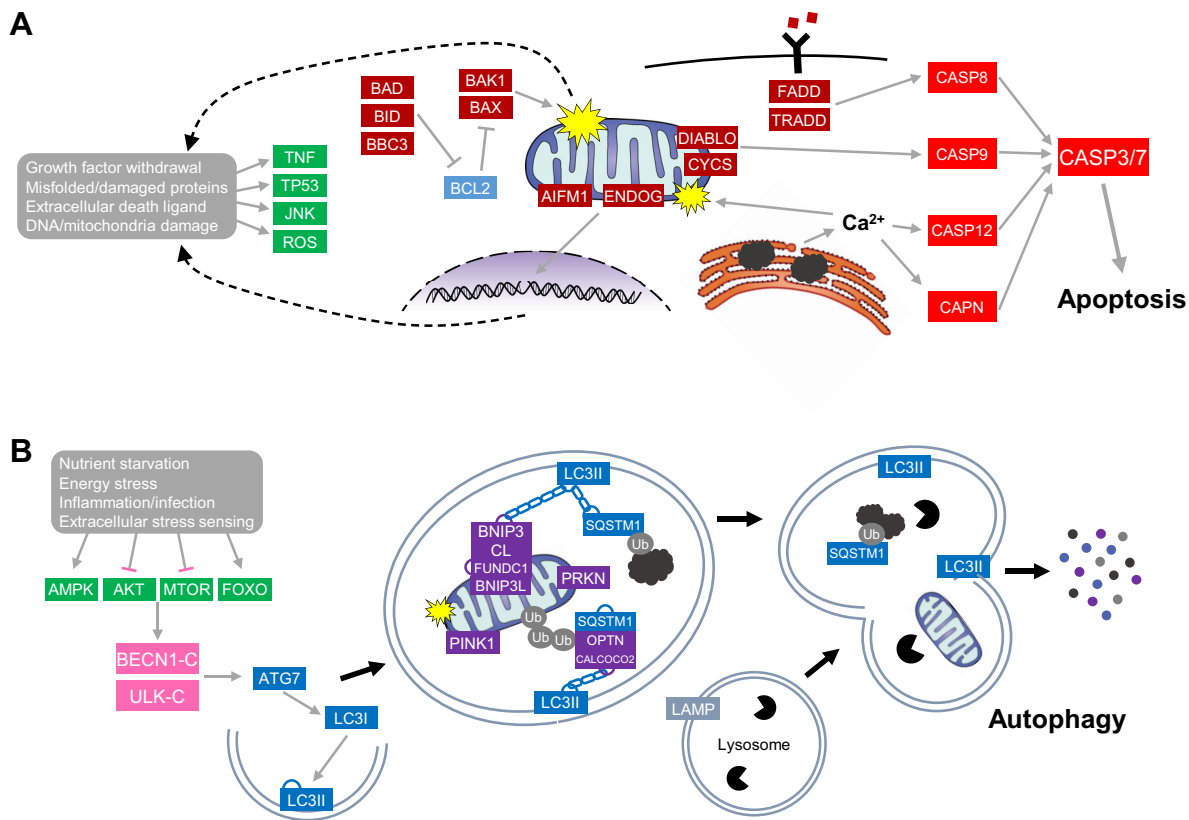 A
Growth factor withdrawal
Misfolded/damaged proteins
Extracellular death ligand
DNA/mitochondria damage
TNF
TP53
JNK
ROS
BAD
BID
BBC3
BAK1
BAX
BCL2
DIABLO
CYCS
AIFM1
ENDOG
FADD
TRADD
Ca²⁺
CASP8
CASP9
CASP12
CAPN
CASP3/7
Apoptosis
B
Nutrient starvation
Energy stress
Inflammation/infection
Extracellular stress sensing
AMPK
AKT
MTOR
FOXO
BECN1-C
ULK-C
ATG7
LC3I
LC3II
LC3II
SQSTM1
Ub
BNIP3
CL
FUNDC1
BNIP3L
PRKN
PINK1
Ub
Ub
Ub
SQSTM1
OPTN
CALCOCO2
LC3II
LAMP
Lysosome
LC3II
Ub
SQSTM1
LC3II
Autophagy